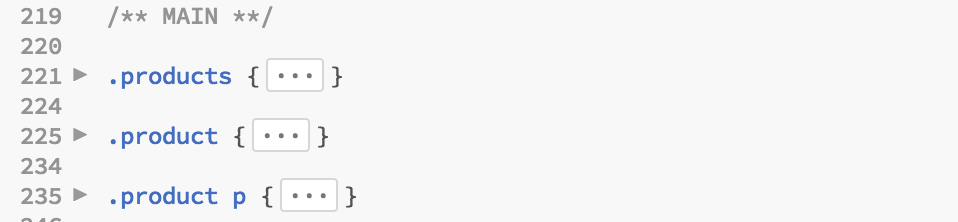 219 /** MAIN **/
220
221 ▶ .products {•••}
224
225 ▶ .product {•••}
234
235 ▶ .product p {•••}